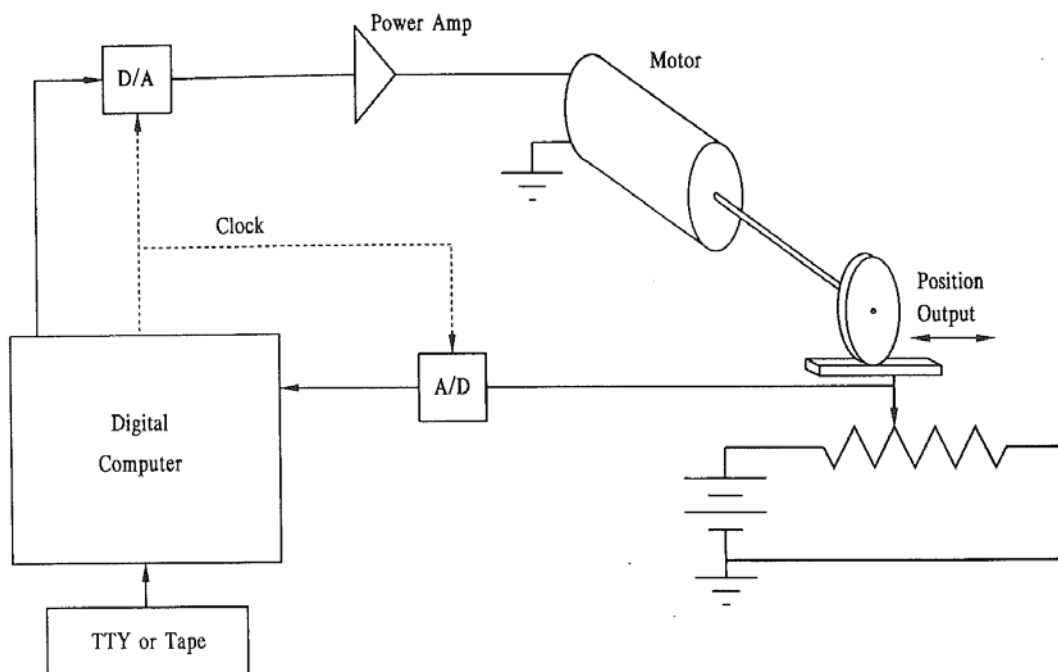 Power Amp
D/A
Motor
Clock
Position
Output
A/D
Digital
Computer
TTY or Tape